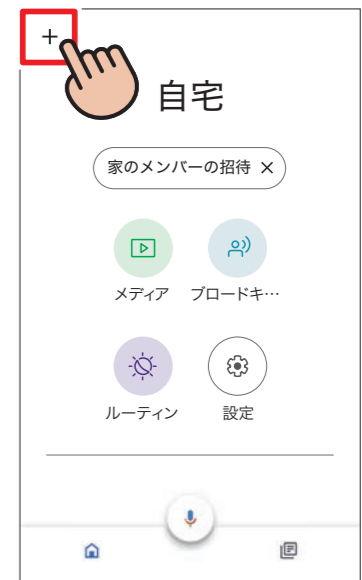 +
自宅
家のメンバーの招待 ×
メディア ブロードキ…
ルーティン 設定